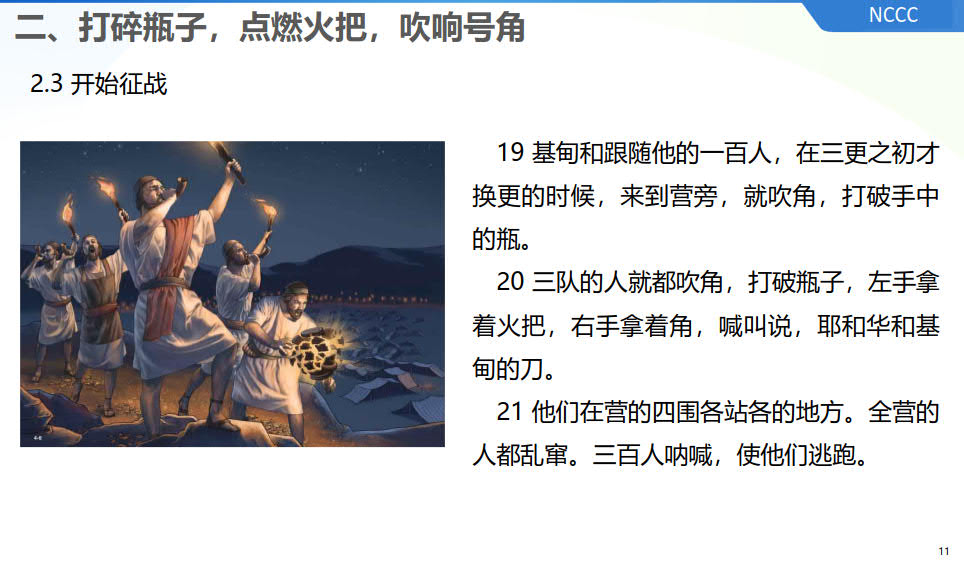 NCCC
二、打碎瓶子，点燃火把，吹响号角
2.3 开始征战
19 基甸和跟随他的一百人，在三更之初才
换更的时候，来到营旁，就吹角，打破手中
的瓶。
20 三队的人就都吹角，打破瓶子，左手拿
着火把，右手拿着角，喊叫说，耶和华和基
甸的刀。
21 他们在营的四围各站各的地方。全营的
人都乱窜。三百人呐喊，使他们逃跑。
11